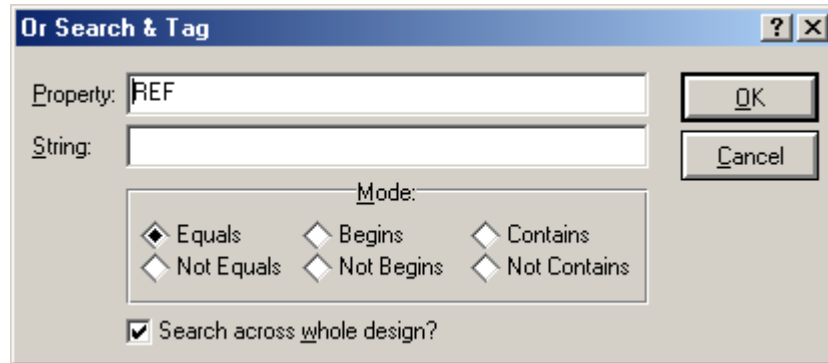 Or Search & Tag
Property: REF
OK
String:
Cancel
Mode:
Equals Begins Contains
Not Equals Not Begins Not Contains
Search across whole design?